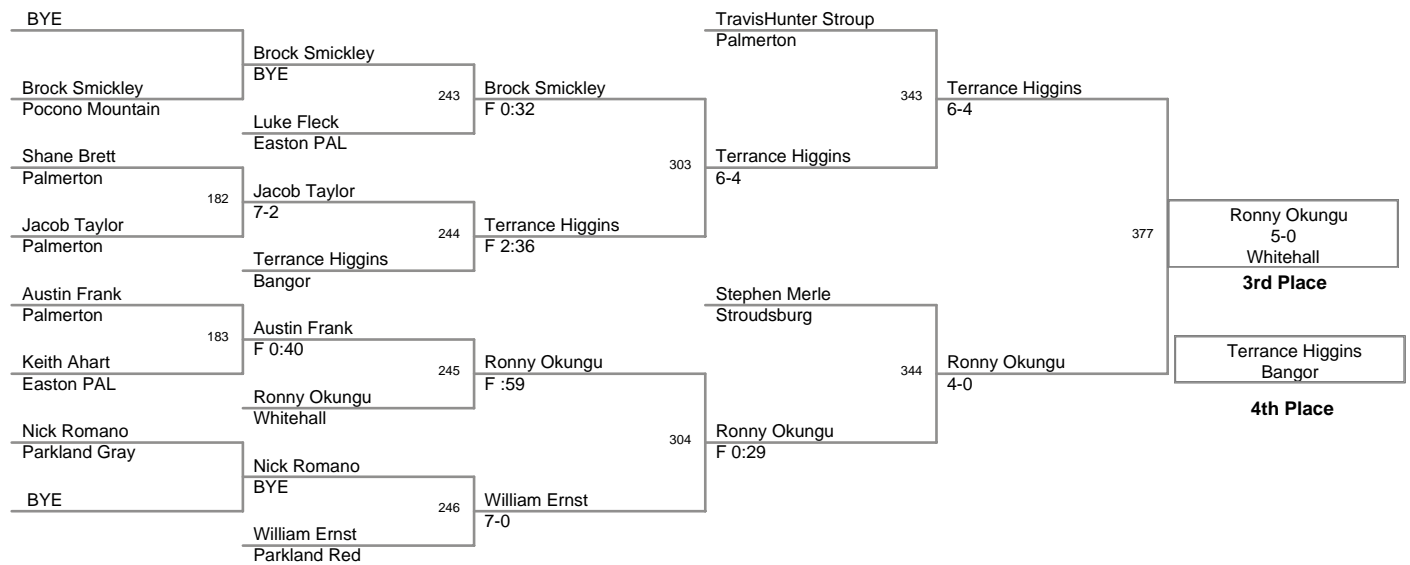 BYE
Brock Smickley
Pocono Mountain
Shane Brett
Palmerton
182
Jacob Taylor
Palmerton
Austin Frank
Palmerton
183
Keith Ahart
Easton PAL
Nick Romano
Parkland Gray
BYE
Brock Smickley
BYE
243
Luke Fleck
Easton PAL
Jacob Taylor
7-2
244
Terrance Higgins
Bangor
Austin Frank
F 0:40
245
Ronny Okungu
Whitehall
Nick Romano
BYE
246
William Ernst
Parkland Red
Brock Smickley
F 0:32
303
Terrance Higgins
F 2:36
Ronny Okungu
F :59
304
William Ernst
7-0
TravisHunter Stroup
Palmerton
343
Terrance Higgins
6-4
Stephen Merle
Stroudsburg
344
Ronny Okungu
F 0:29
Terrance Higgins
6-4
377
Ronny Okungu
4-0
Ronny Okungu
5-0
Whitehall
3rd Place
Terrance Higgins
Bangor
4th Place